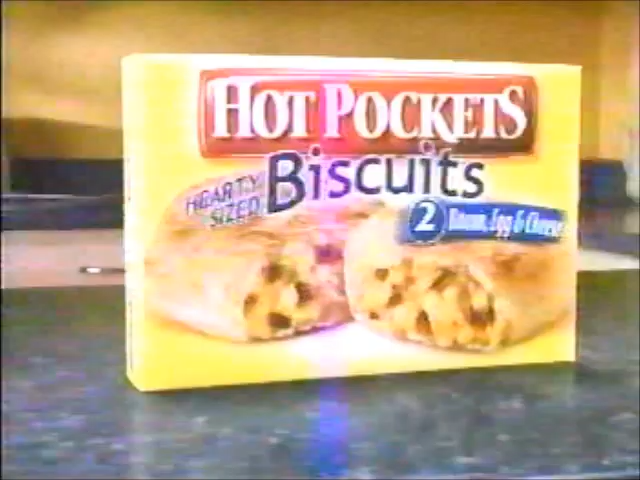 HOT POCKETS
Biscuits
HEARTY
SIZED
2 Bacon, Egg & Cheese